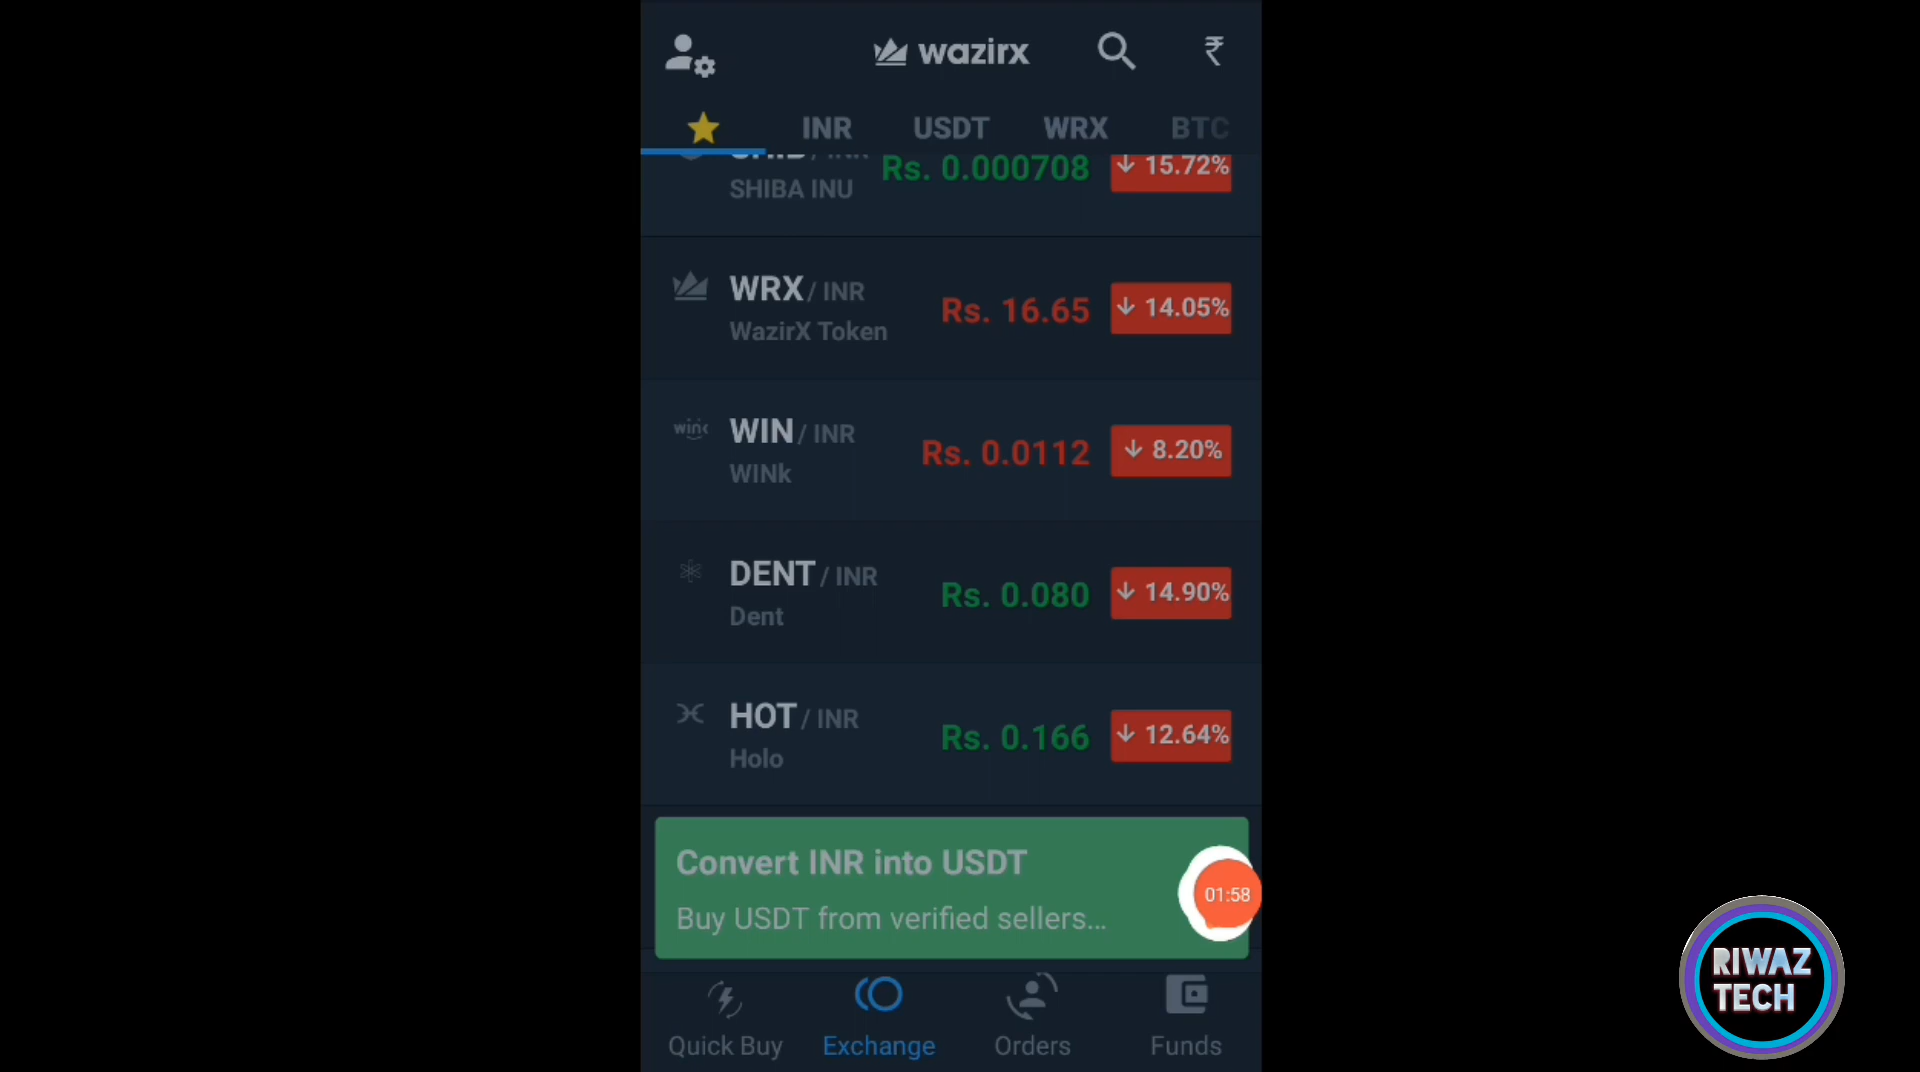 wazirx ₹
INR USDT WRX BTC
SHIB / INR
Rs. 0.000708 ↓ 15.72%
SHIBA INU
WRX / INR
Rs. 16.65 ↓ 14.05%
WazirX Token
WIN / INR
Rs. 0.0112 ↓ 8.20%
WINk
DENT / INR
Rs. 0.080 ↓ 14.90%
Dent
HOT / INR
Rs. 0.166 ↓ 12.64%
Holo
Convert INR into USDT
Buy USDT from verified sellers...
01:58
Quick Buy Exchange Orders Funds
RIWAZ
TECH